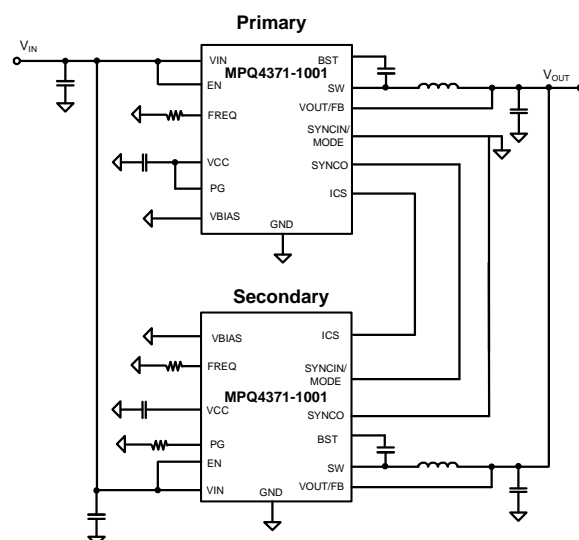 Primary
VIN
VOUT
MPQ4371-1001
VIN
EN
FREQ
VCC
PG
VBIAS
GND
BST
SW
VOUT/FB
SYNCIN/
MODE
SYNCO
ICS
Secondary
MPQ4371-1001
VBIAS
FREQ
VCC
PG
EN
VIN
GND
ICS
SYNCIN/
MODE
SYNCO
BST
SW
VOUT/FB